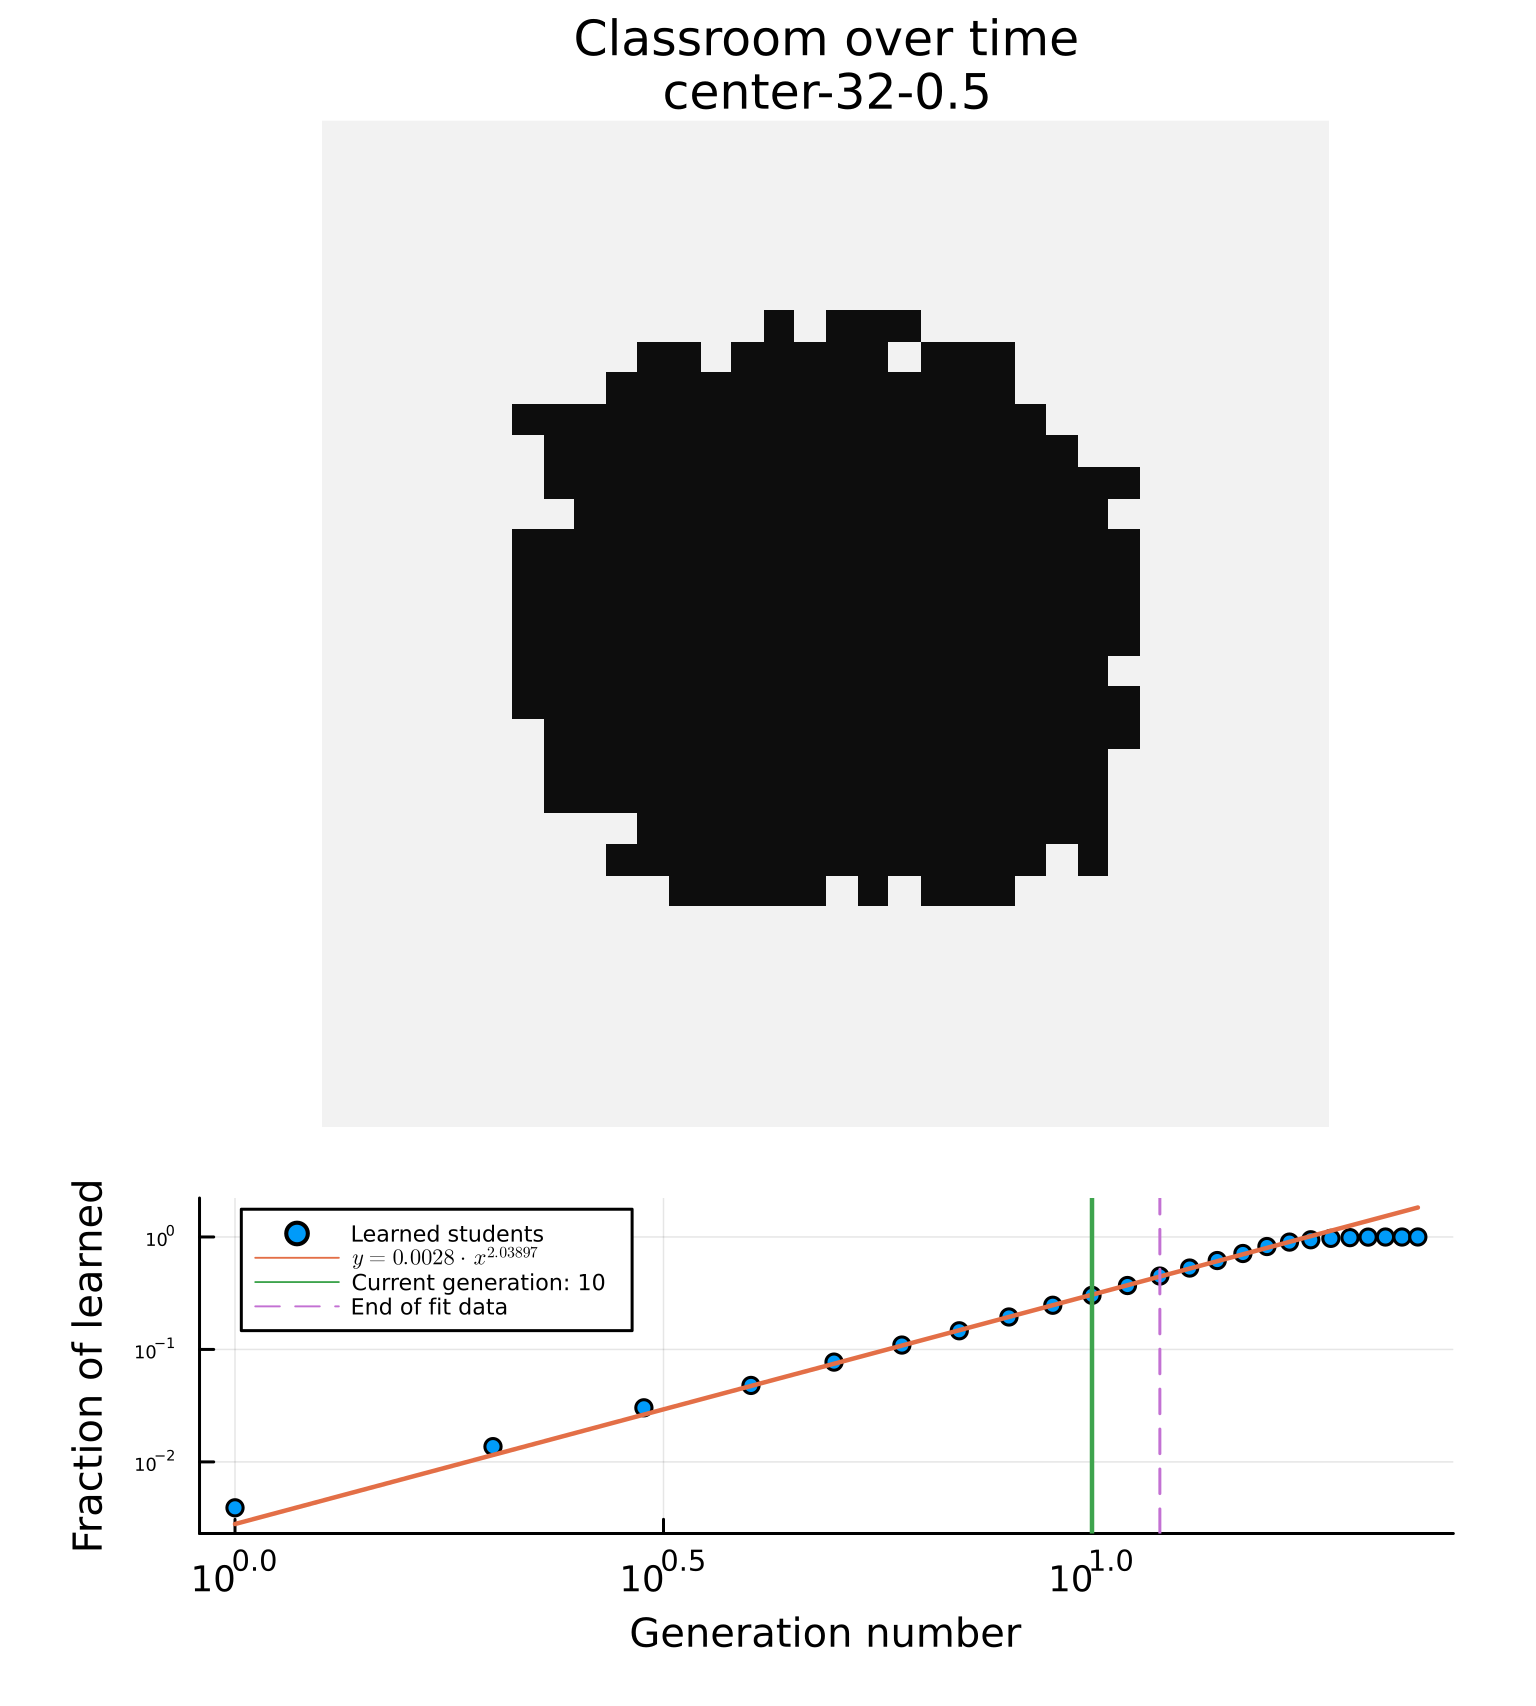 Classroom over time
center-32-0.5
Fraction of learned
10⁰
10⁻¹
10⁻²
Learned students
y = 0.0028 · x^2.03897
Current generation: 10
End of fit data
10^0.0
10^0.5
10^1.0
Generation number